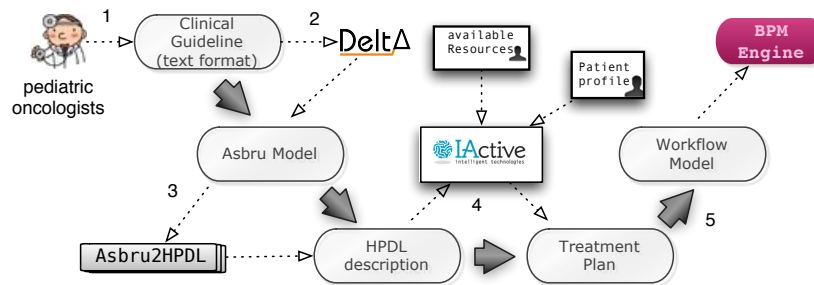 1
Clinical
Guideline
(text format)
2
DeltA
pediatric
oncologists
available
Resources
Patient
profile
BPM
Engine
Asbru Model
IActive
intelligent technologies
Workflow
Model
3
4
5
Asbru2HPDL
HPDL
description
Treatment
Plan